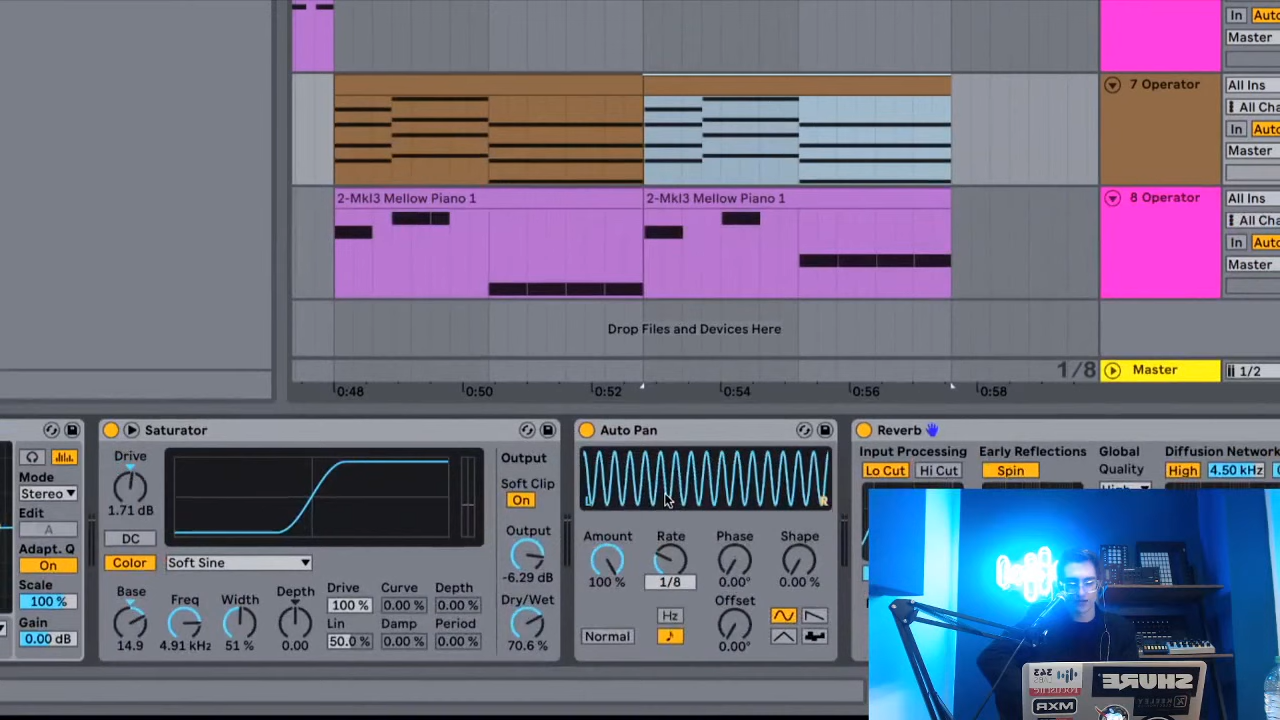 In Auto
Master
7 Operator
All Ins
All Cha
In Auto
Master
2-MkI3 Mellow Piano 1
2-MkI3 Mellow Piano 1
8 Operator
All Ins
All Cha
In Auto
Master
Drop Files and Devices Here
1/8
Master
1/2
0:48
0:50
0:52
0:54
0:56
0:58
Mode
Stereo
Edit
A
Adapt. Q
On
Scale
100 %
Gain
0.00 dB
Saturator
Drive
1.71 dB
DC
Color
Soft Sine
Base
14.9
Freq
4.91 kHz
Width
51 %
Depth
0.00
Drive
100 %
Lin
50.0 %
Curve
0.00 %
Damp
0.00 %
Depth
0.00 %
Period
0.00 %
Output
Soft Clip
On
Output
-6.29 dB
Dry/Wet
70.6 %
Auto Pan
L
R
Amount
100 %
Rate
1/8
Phase
0.00°
Shape
0.00 %
Hz
Normal
Offset
0.00°
Reverb
Input Processing
Lo Cut
Hi Cut
Early Reflections
Spin
Global
Quality
Diffusion Network
High
4.50 kHz
SHURE
MXR
KEELEY